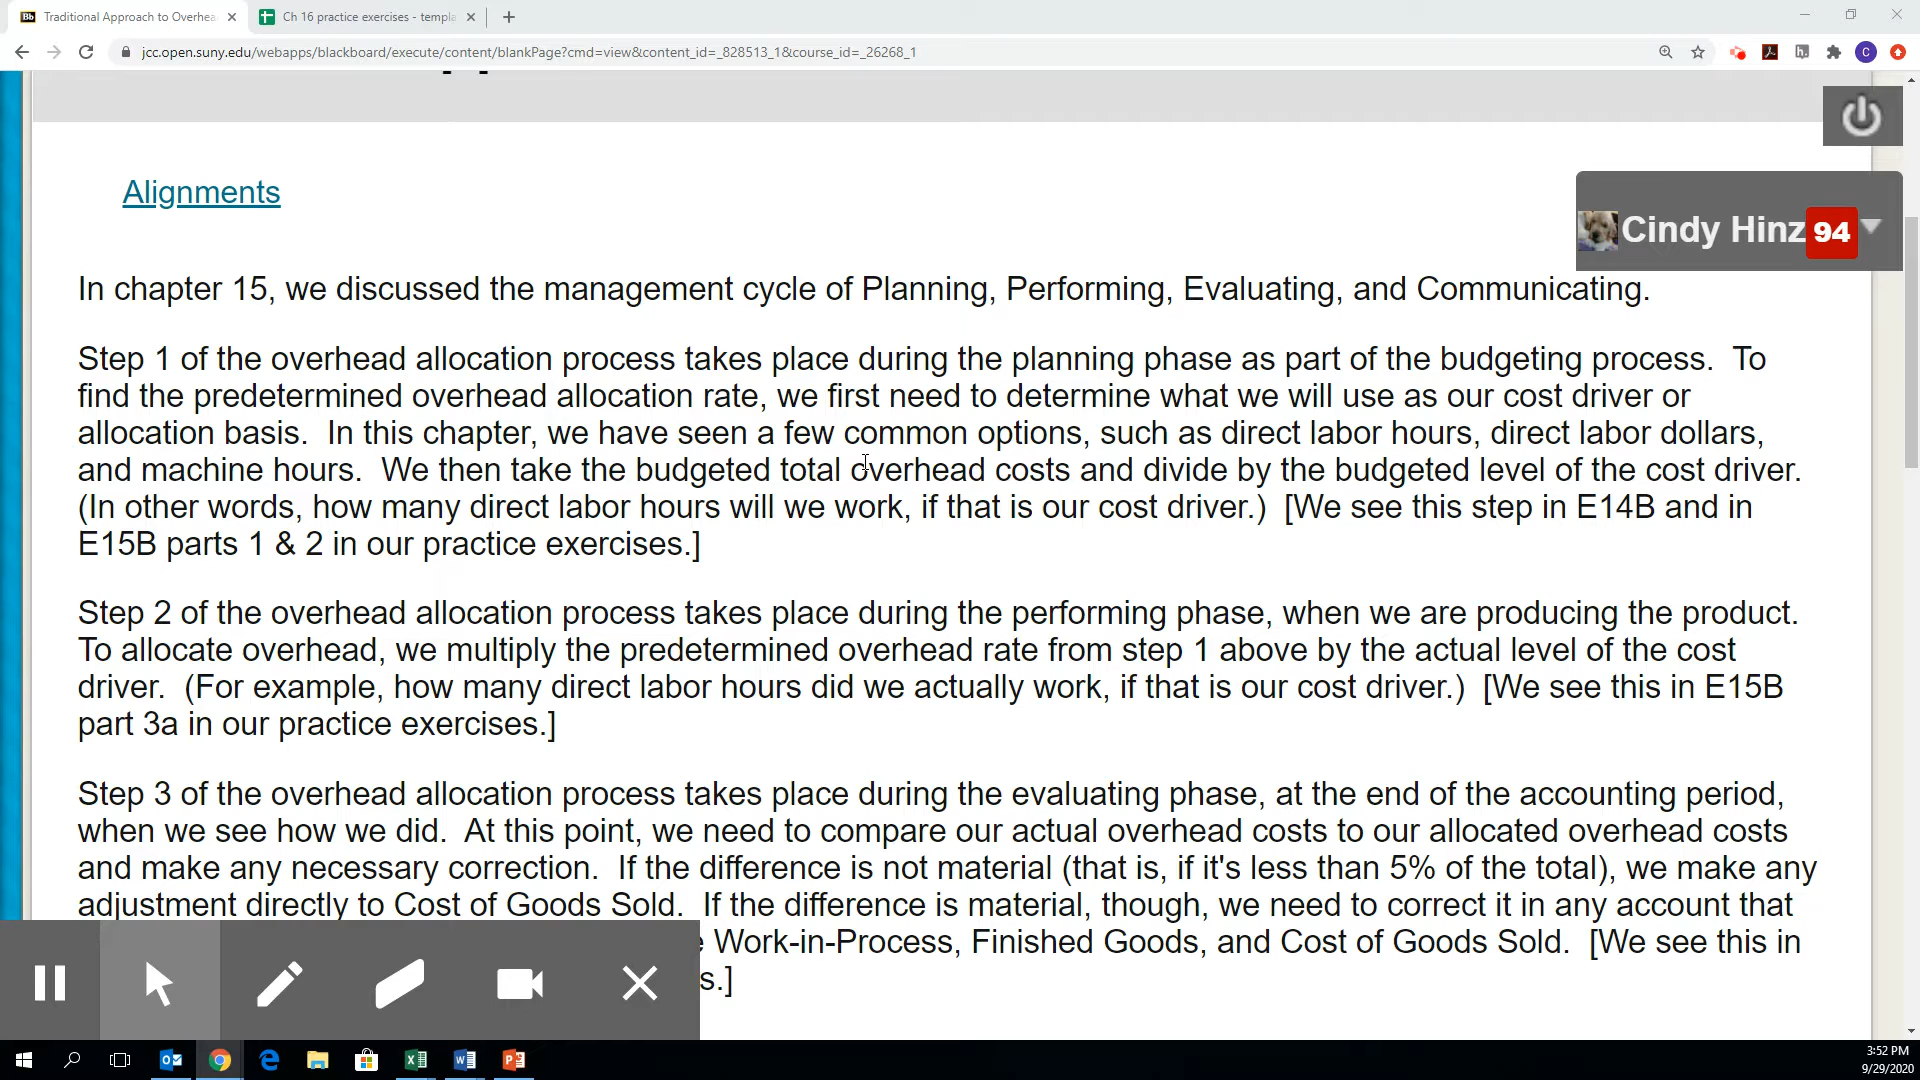 Traditional Approach to Overhea
Ch 16 practice exercises - templa
jcc.open.suny.edu/webapps/blackboard/execute/content/blankPage?cmd=view&content_id=_828513_1&course_id=_26268_1
Alignments
Cindy Hinz 94
In chapter 15, we discussed the management cycle of Planning, Performing, Evaluating, and Communicating.
Step 1 of the overhead allocation process takes place during the planning phase as part of the budgeting process.  To
find the predetermined overhead allocation rate, we first need to determine what we will use as our cost driver or
allocation basis.  In this chapter, we have seen a few common options, such as direct labor hours, direct labor dollars,
and machine hours.  We then take the budgeted total overhead costs and divide by the budgeted level of the cost driver.
(In other words, how many direct labor hours will we work, if that is our cost driver.)  [We see this step in E14B and in
E15B parts 1 & 2 in our practice exercises.]
Step 2 of the overhead allocation process takes place during the performing phase, when we are producing the product.
To allocate overhead, we multiply the predetermined overhead rate from step 1 above by the actual level of the cost
driver.  (For example, how many direct labor hours did we actually work, if that is our cost driver.)  [We see this in E15B
part 3a in our practice exercises.]
Step 3 of the overhead allocation process takes place during the evaluating phase, at the end of the accounting period,
when we see how we did.  At this point, we need to compare our actual overhead costs to our allocated overhead costs
and make any necessary correction.  If the difference is not material (that is, if it's less than 5% of the total), we make any
adjustment directly to Cost of Goods Sold.  If the difference is material, though, we need to correct it in any account that
Work-in-Process, Finished Goods, and Cost of Goods Sold.  [We see this in
s.]
3:52 PM
9/29/2020